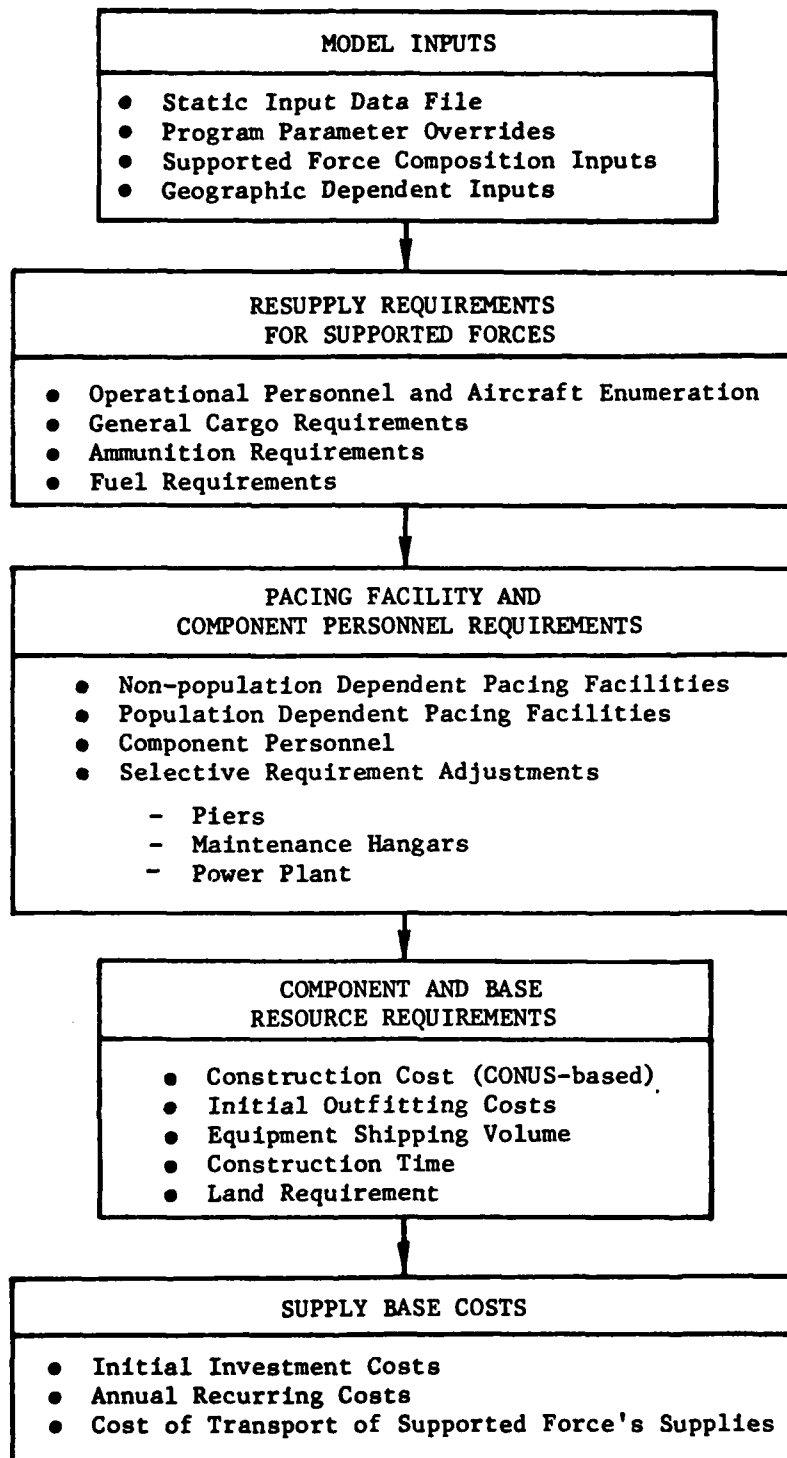 MODEL INPUTS
● Static Input Data File
● Program Parameter Overrides
● Supported Force Composition Inputs
● Geographic Dependent Inputs
RESUPPLY REQUIREMENTS
FOR SUPPORTED FORCES
● Operational Personnel and Aircraft Enumeration
● General Cargo Requirements
● Ammunition Requirements
● Fuel Requirements
PACING FACILITY AND
COMPONENT PERSONNEL REQUIREMENTS
● Non-population Dependent Pacing Facilities
● Population Dependent Pacing Facilities
● Component Personnel
● Selective Requirement Adjustments
- Piers
- Maintenance Hangars
- Power Plant
COMPONENT AND BASE
RESOURCE REQUIREMENTS
● Construction Cost (CONUS-based)
● Initial Outfitting Costs
● Equipment Shipping Volume
● Construction Time
● Land Requirement
SUPPLY BASE COSTS
● Initial Investment Costs
● Annual Recurring Costs
● Cost of Transport of Supported Force's Supplies